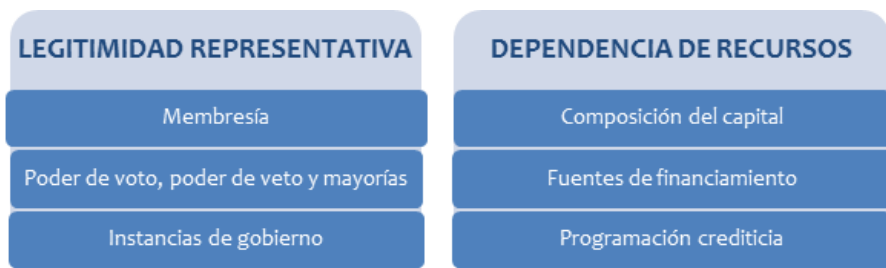 LEGITIMIDAD REPRESENTATIVA
Membresía
Poder de voto, poder de veto y mayorías
Instancias de gobierno
DEPENDENCIA DE RECURSOS
Composición del capital
Fuentes de financiamiento
Programación crediticia